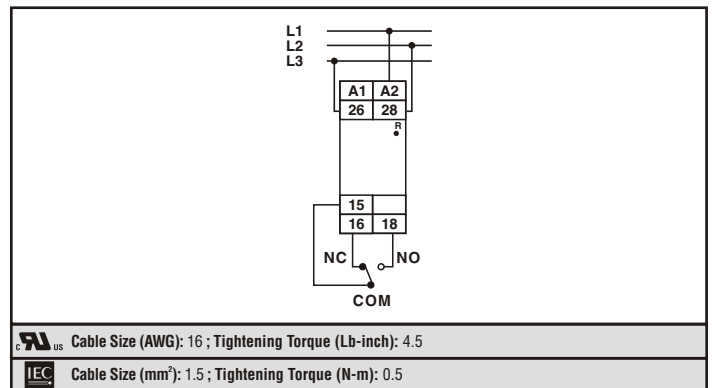 L1
L2
L3
A1 A2
26 28
R
15
16 18
NC NO
COM
c RU us Cable Size (AWG): 16 ; Tightening Torque (Lb-inch): 4.5
IEC Cable Size (mm²): 1.5 ; Tightening Torque (N-m): 0.5